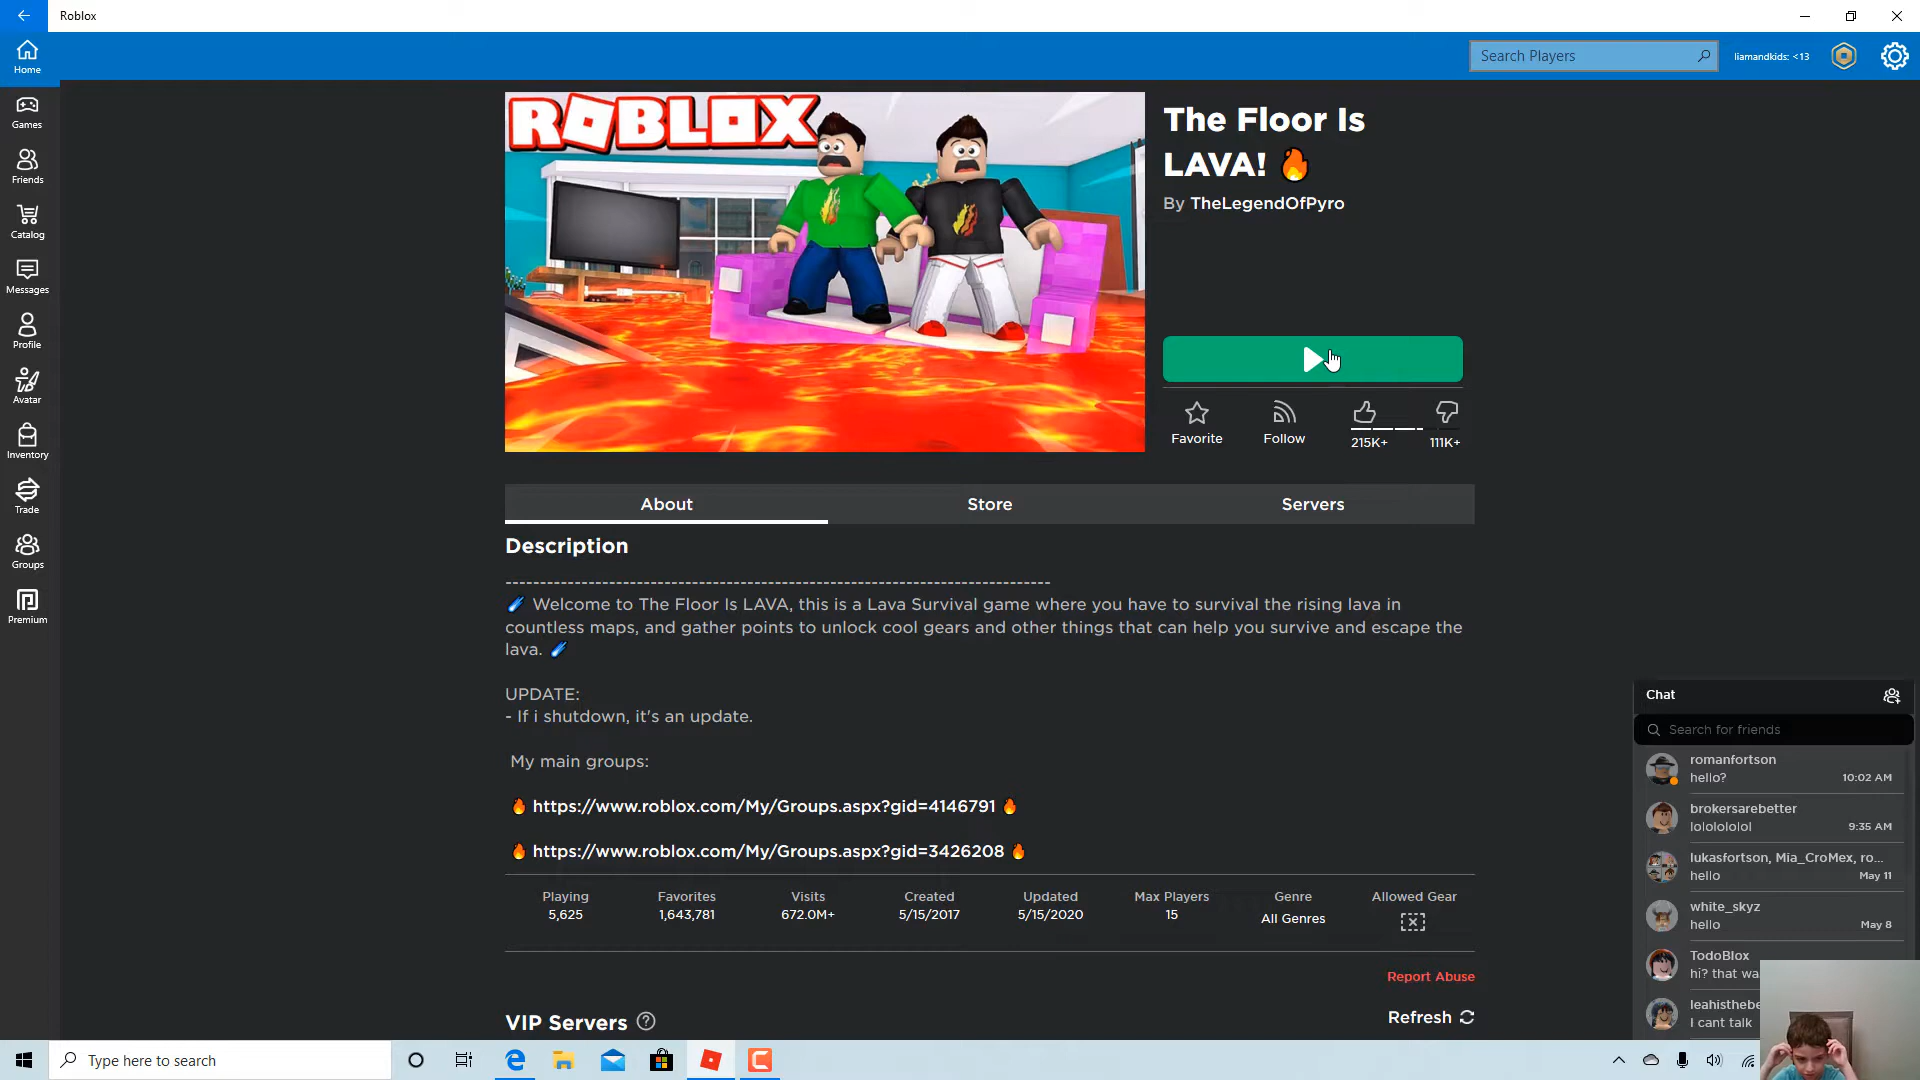 Roblox
Home
Search Players
liamandkids: <13
Games
Friends
Catalog
Messages
Profile
Avatar
Inventory
Trade
Groups
Premium
ROBLOX
The Floor Is
LAVA! 🔥
By TheLegendOfPyro
Favorite
Follow
215K+
111K+
About
Store
Servers
Description
-------------------------------------------------------------------------------
Welcome to The Floor Is LAVA, this is a Lava Survival game where you have to survival the rising lava in
countless maps, and gather points to unlock cool gears and other things that can help you survive and escape the
lava.
UPDATE:
- If i shutdown, it's an update.
My main groups:
🔥 https://www.roblox.com/My/Groups.aspx?gid=4146791 🔥
🔥 https://www.roblox.com/My/Groups.aspx?gid=3426208 🔥
Playing
5,625
Favorites
1,643,781
Visits
672.0M+
Created
5/15/2017
Updated
5/15/2020
Max Players
15
Genre
All Genres
Allowed Gear
Report Abuse
VIP Servers
Refresh
Chat
Search for friends
romanfortson
hello? 10:02 AM
brokersarebetter
lolololololol 9:35 AM
lukasfortson, Mia_CroMex, ro...
hello May 11
white_skyz
hello May 8
TodoBlox
hi? that wa
leahisthebe
I cant talk
Type here to search